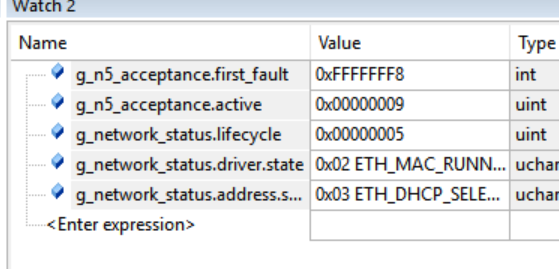 Watch 2
Name Value Type
g_n5_acceptance.first_fault 0xFFFFFFF8 int
g_n5_acceptance.active 0x00000009 uint
g_network_status.lifecycle 0x00000005 uint
g_network_status.driver.state 0x02 ETH_MAC_RUNN... uchar
g_network_status.address.s... 0x03 ETH_DHCP_SELE... uchar
<Enter expression>